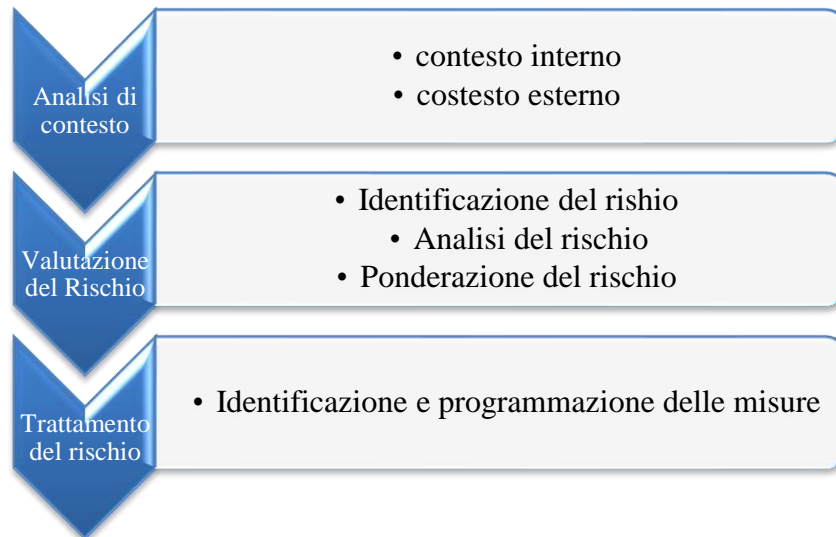 Analisi di
contesto
• contesto interno
• costesto esterno
Valutazione
del Rischio
• Identificazione del rishio
• Analisi del rischio
• Ponderazione del rischio
Trattamento
del rischio
• Identificazione e programmazione delle misure